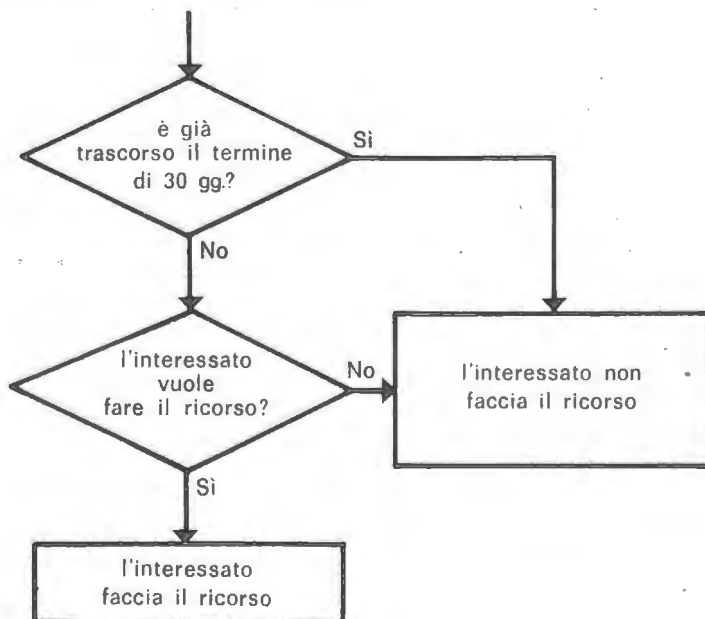 è già
trascorso il termine
di 30 gg.?
Sì
No
l'interessato
vuole
fare il ricorso?
No
l'interessato non
faccia il ricorso
Sì
l'interessato
faccia il ricorso